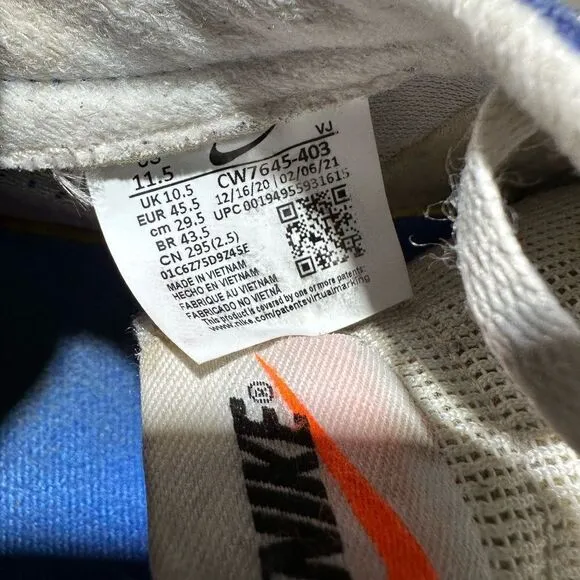 VJ
US
11.5
UK 10.5
EUR 45.5
cm 29.5
BR 43.5
CN 295(2.5)
01C6Z75D9Z45E
CW7645-403
12/16/20 02/06/21
UPC 00194955931615
MADE IN VIETNAM
HECHO EN VIETNAM
FABRIQUE AU VIETNAM
FABRICADO NO VIETNÃ
This product is covered by one or more patents:
www.nike.com/patentsvirtualmarking
NIKE®